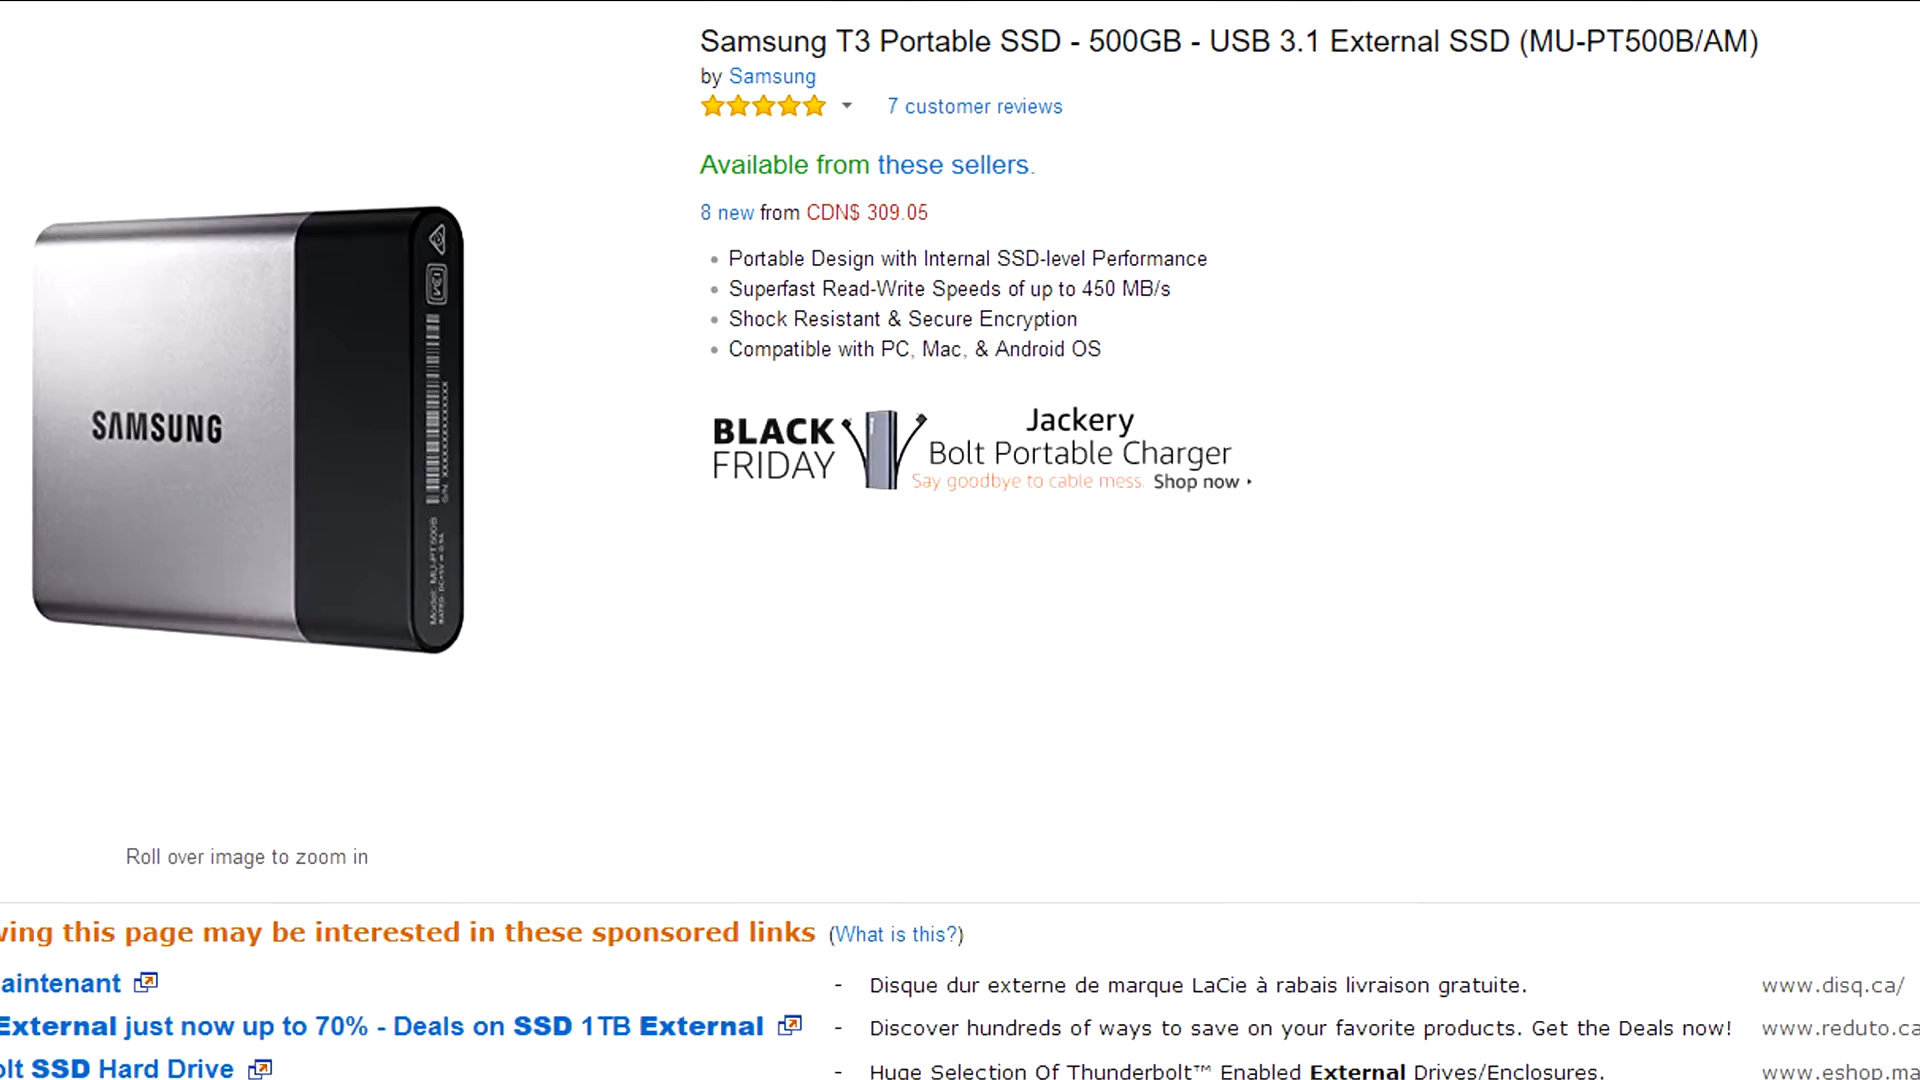 Samsung T3 Portable SSD - 500GB - USB 3.1 External SSD (MU-PT500B/AM)
by Samsung
7 customer reviews
Available from these sellers.
8 new from CDN$ 309.05
Portable Design with Internal SSD-level Performance
Superfast Read-Write Speeds of up to 450 MB/s
Shock Resistant & Secure Encryption
Compatible with PC, Mac, & Android OS
BLACK
FRIDAY
Jackery
Bolt Portable Charger
Say goodbye to cable mess. Shop now
SAMSUNG
Model: MU-PT500B
Roll over image to zoom in
ving this page may be interested in these sponsored links (What is this?)
aintenant - Disque dur externe de marque LaCie à rabais livraison gratuite. www.disq.ca/
External just now up to 70% - Deals on SSD 1TB External - Discover hundreds of ways to save on your favorite products. Get the Deals now! www.reduto.ca
olt SSD Hard Drive - Huge Selection Of Thunderbolt™ Enabled External Drives/Enclosures. www.eshop.ma